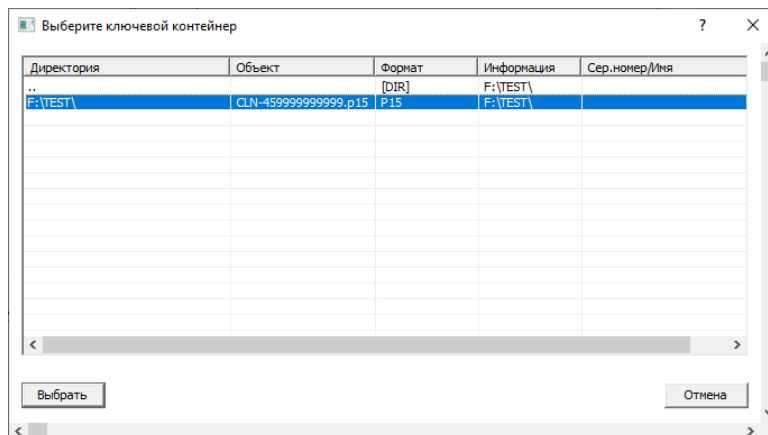 Выберите ключевой контейнер ?
Директория Объект Формат Информация Сер.номер/Имя
.. [DIR] F:\TEST\
F:\TEST\ CLN-459999999999.p15 P15 F:\TEST\
Выбрать Отмена